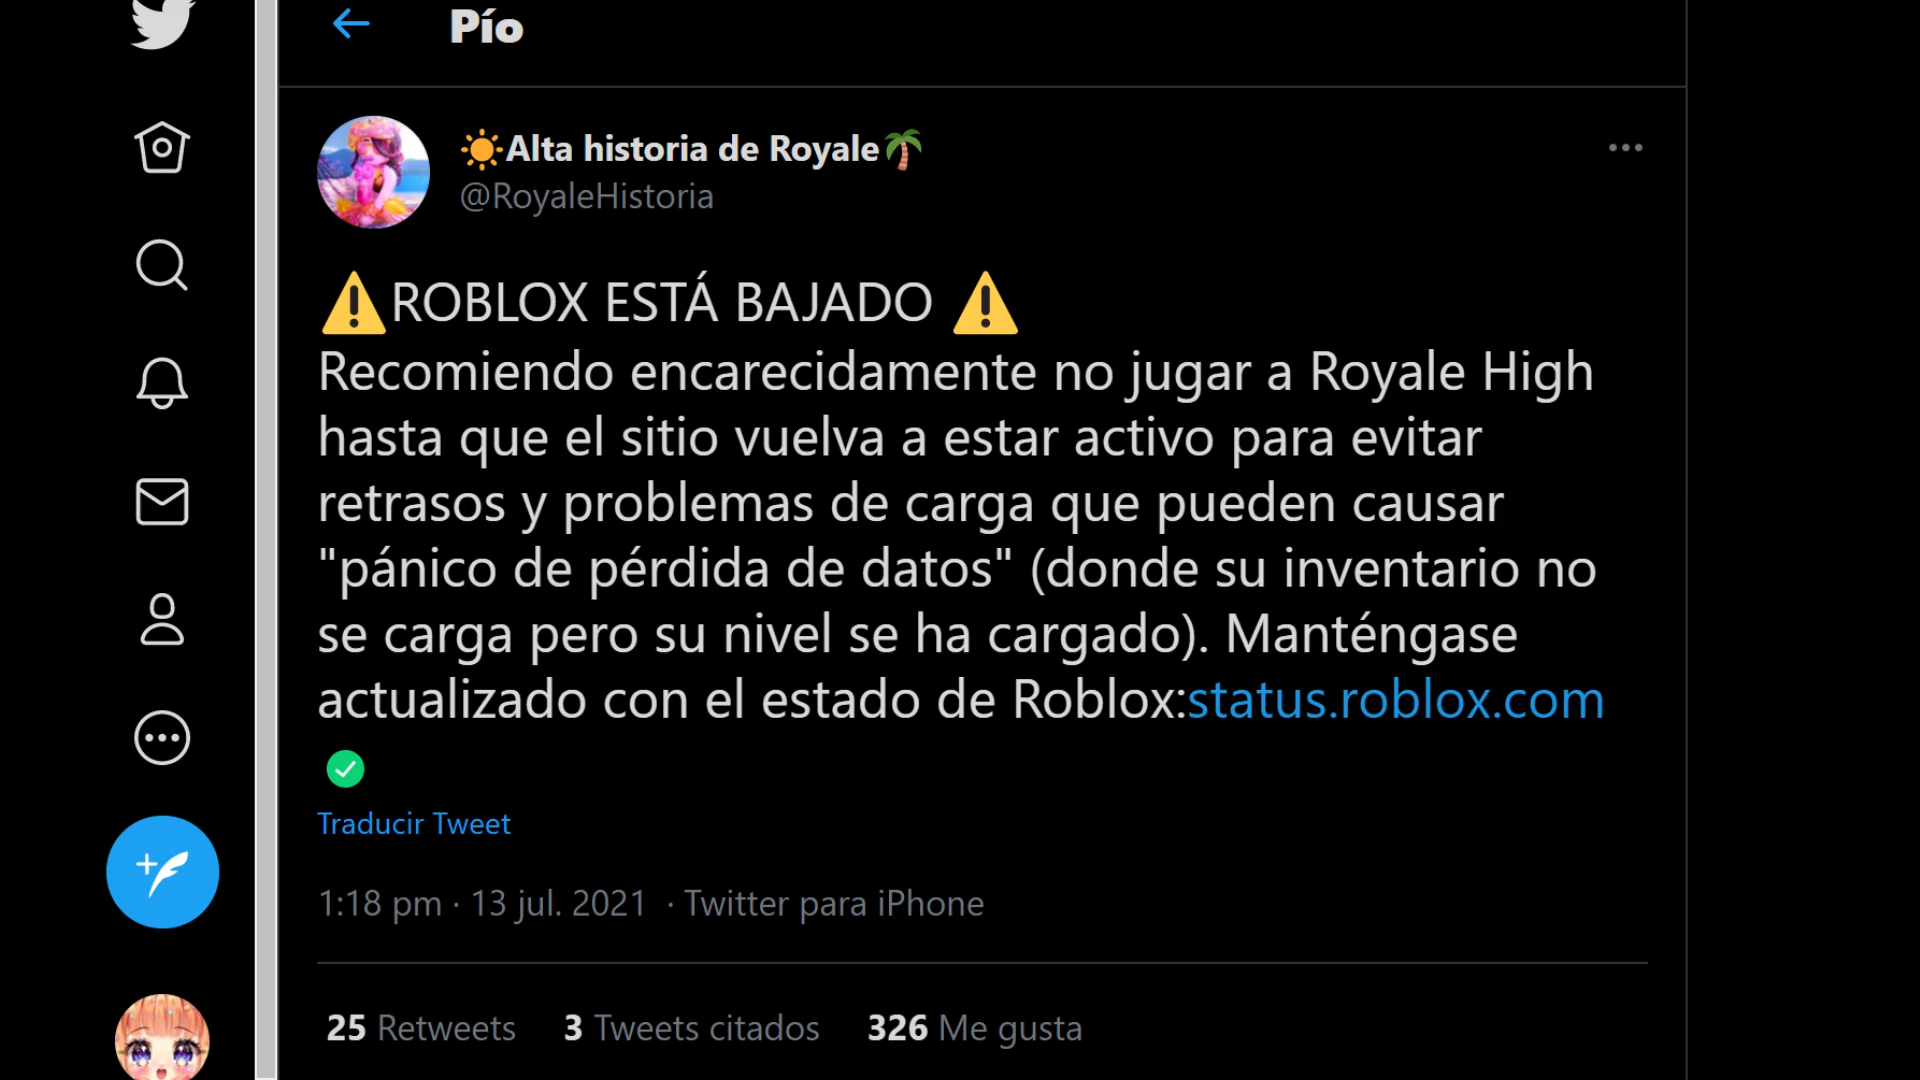 Pío
☀️Alta historia de Royale🌴
@RoyaleHistoria
⚠️ROBLOX ESTÁ BAJADO ⚠️
Recomiendo encarecidamente no jugar a Royale High
hasta que el sitio vuelva a estar activo para evitar
retrasos y problemas de carga que pueden causar
"pánico de pérdida de datos" (donde su inventario no
se carga pero su nivel se ha cargado). Manténgase
actualizado con el estado de Roblox:status.roblox.com
Traducir Tweet
1:18 pm · 13 jul. 2021 · Twitter para iPhone
25 Retweets 3 Tweets citados 326 Me gusta